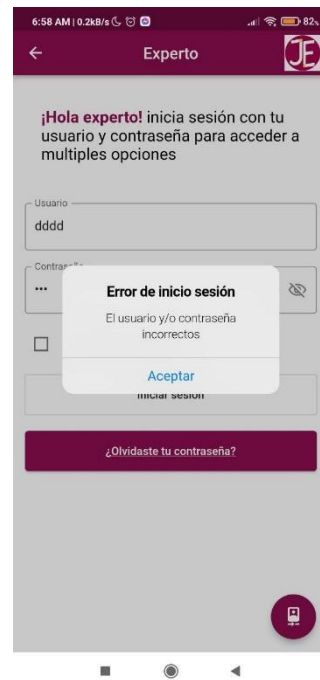 6:58 AM | 0.2kB/s
82
Experto
JE
¡Hola experto! inicia sesión con tu
usuario y contraseña para acceder a
multiples opciones
Usuario
dddd
Contraseña
•••
Error de inicio sesión
El usuario y/o contraseña
incorrectos
Aceptar
Iniciar sesión
¿Olvidaste tu contraseña?